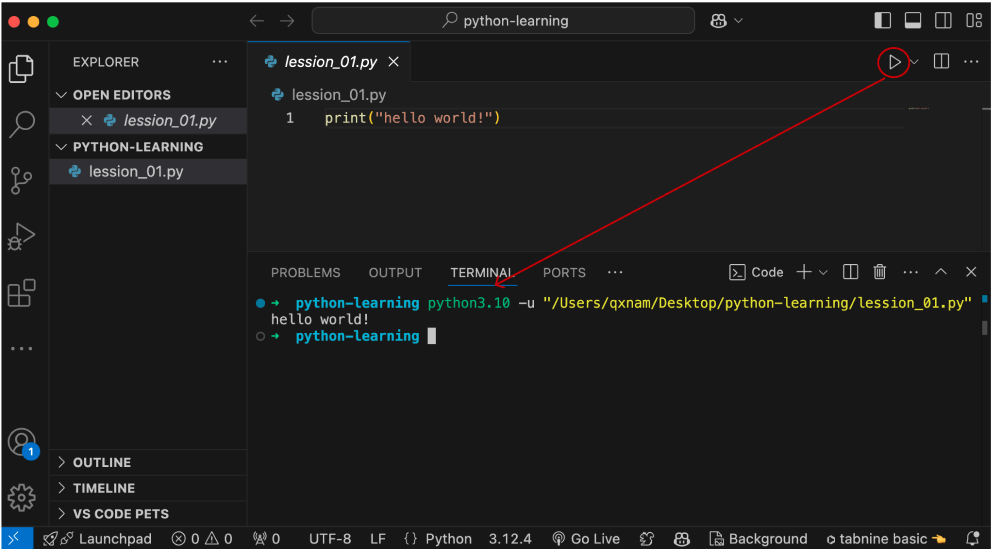 python-learning
EXPLORER
lession_01.py
OPEN EDITORS
lession_01.py
PYTHON-LEARNING
lession_01.py
OUTLINE
TIMELINE
VS CODE PETS
lession_01.py
1 print("hello world!")
PROBLEMS OUTPUT TERMINAL PORTS Code
python-learning python3.10 -u "/Users/qxnam/Desktop/python-learning/lession_01.py"
hello world!
python-learning
1
Launchpad 0 0 0 UTF-8 LF {} Python 3.12.4 Go Live Background tabnine basic